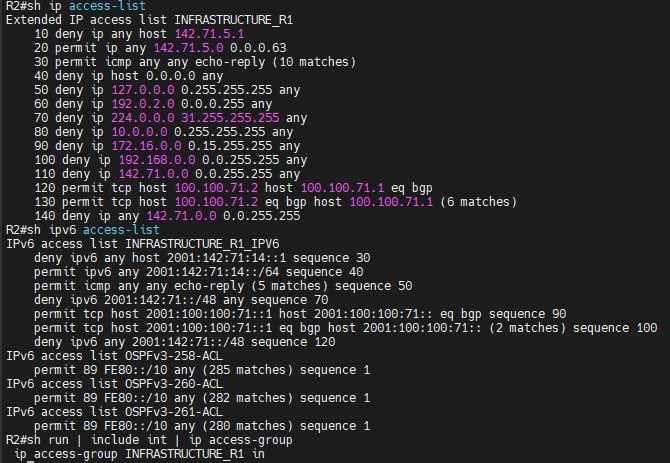 R2#sh ip access-list
Extended IP access list INFRASTRUCTURE_R1
    10 deny ip any host 142.71.5.1
    20 permit ip any 142.71.5.0 0.0.0.63
    30 permit icmp any any echo-reply (10 matches)
    40 deny ip host 0.0.0.0 any
    50 deny ip 127.0.0.0 0.255.255.255 any
    60 deny ip 192.0.2.0 0.0.0.255 any
    70 deny ip 224.0.0.0 31.255.255.255 any
    80 deny ip 10.0.0.0 0.255.255.255 any
    90 deny ip 172.16.0.0 0.15.255.255 any
    100 deny ip 192.168.0.0 0.0.255.255 any
    110 deny ip 142.71.0.0 0.0.255.255 any
    120 permit tcp host 100.100.71.2 host 100.100.71.1 eq bgp
    130 permit tcp host 100.100.71.2 eq bgp host 100.100.71.1 (6 matches)
    140 deny ip any 142.71.0.0 0.0.255.255
R2#sh ipv6 access-list
IPv6 access list INFRASTRUCTURE_R1_IPV6
    deny ipv6 any host 2001:142:71:14::1 sequence 30
    permit ipv6 any 2001:142:71:14::/64 sequence 40
    permit icmp any any echo-reply (5 matches) sequence 50
    deny ipv6 2001:142:71::/48 any sequence 70
    permit tcp host 2001:100:100:71::1 host 2001:100:100:71:: eq bgp sequence 90
    permit tcp host 2001:100:100:71::1 eq bgp host 2001:100:100:71:: (2 matches) sequence 100
    deny ipv6 any 2001:142:71::/48 sequence 120
IPv6 access list OSPFv3-258-ACL
    permit 89 FE80::/10 any (285 matches) sequence 1
IPv6 access list OSPFv3-260-ACL
    permit 89 FE80::/10 any (282 matches) sequence 1
IPv6 access list OSPFv3-261-ACL
    permit 89 FE80::/10 any (280 matches) sequence 1
R2#sh run | include int | ip access-group
 ip access-group INFRASTRUCTURE_R1 in